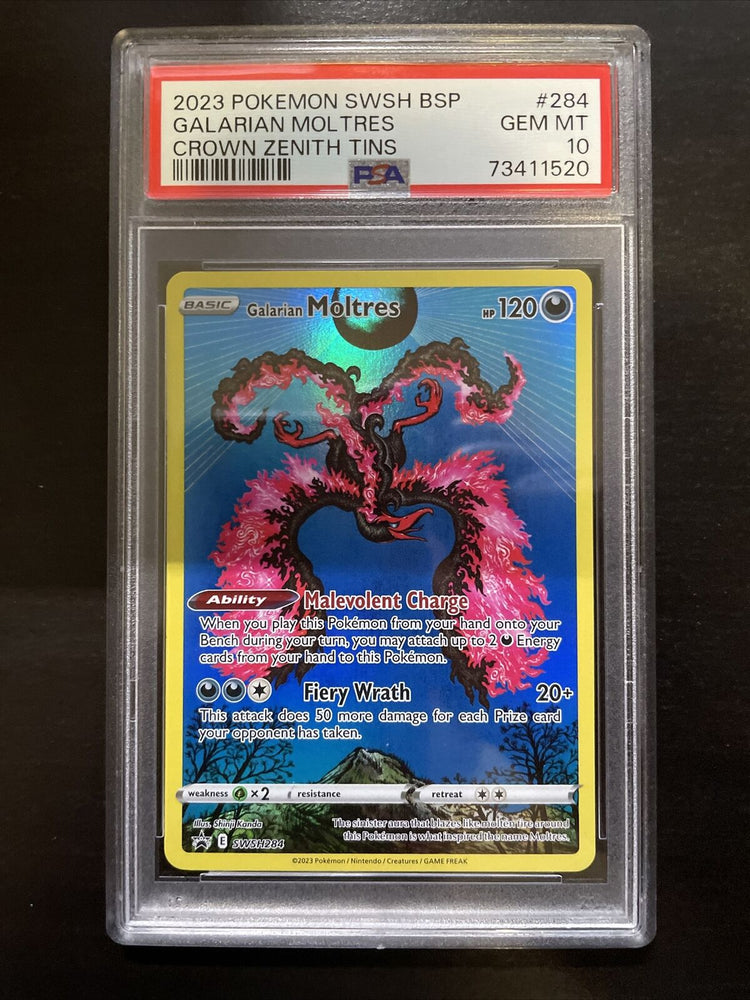 2023 POKEMON SWSH BSP #284
GALARIAN MOLTRES GEM MT
CROWN ZENITH TINS 10
PSA 73411520
BASIC Galarian Moltres HP 120
Ability Malevolent Charge
When you play this Pokémon from your hand onto your
Bench during your turn, you may attach up to 2 Energy
cards from your hand to this Pokémon.
Fiery Wrath 20+
This attack does 50 more damage for each Prize card
your opponent has taken.
weakness ×2 resistance retreat
Illus. Shinji Kanda
The sinister aura that blazes like molten fire around
this Pokémon is what inspired the name Moltres.
E SWSH284
©2023 Pokémon / Nintendo / Creatures / GAME FREAK